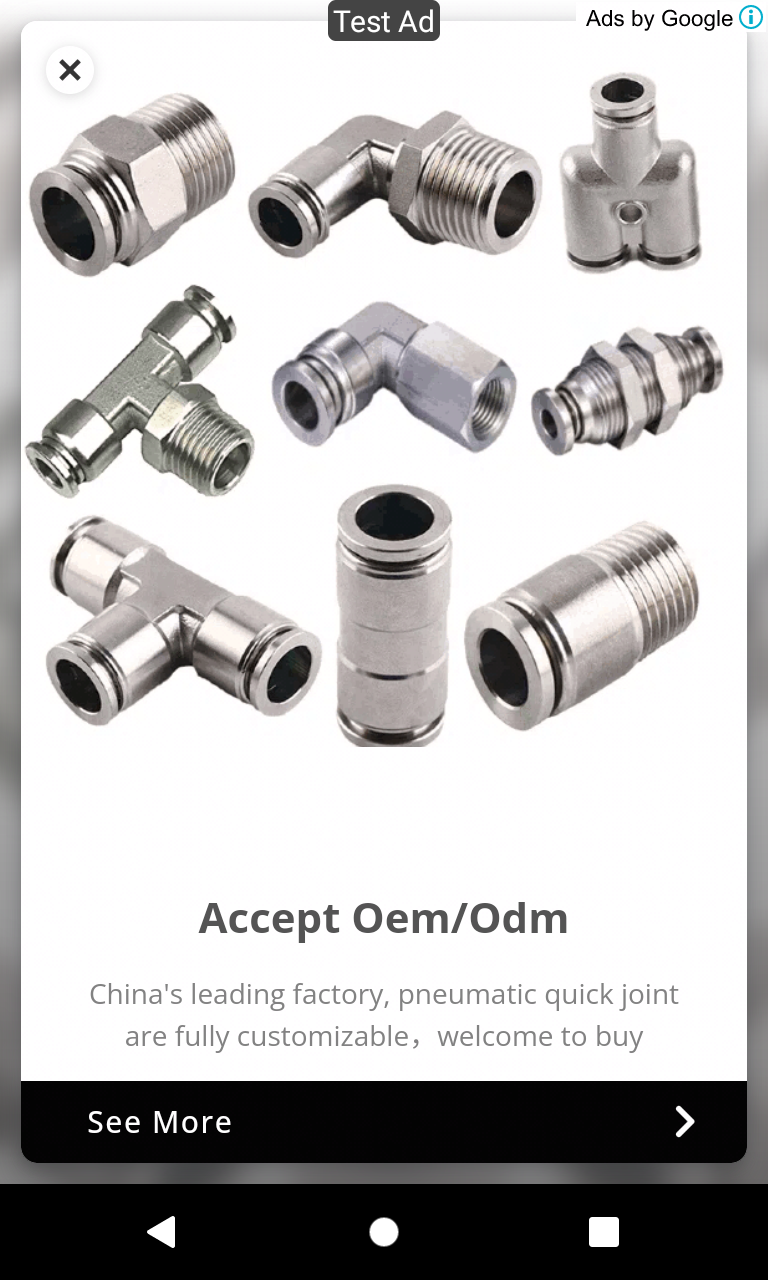 Test Ad
Ads by Google
Accept Oem/Odm
China's leading factory, pneumatic quick joint
are fully customizable，welcome to buy
See More